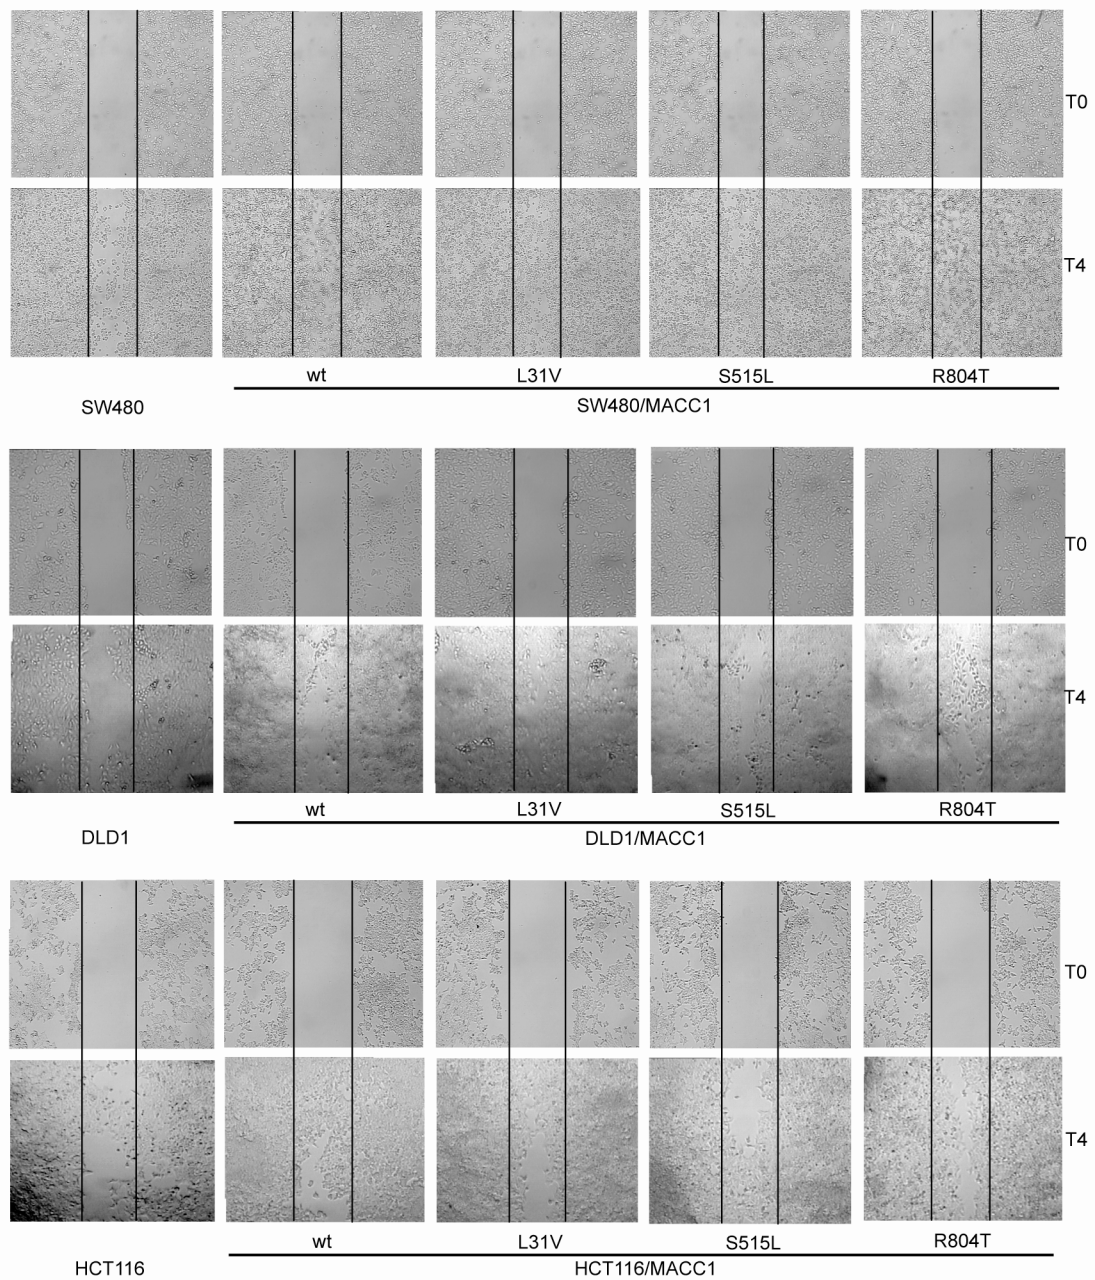 T0
T4
wt L31V S515L R804T
SW480 SW480/MACC1
T0
T4
wt L31V S515L R804T
DLD1 DLD1/MACC1
T0
T4
wt L31V S515L R804T
HCT116 HCT116/MACC1